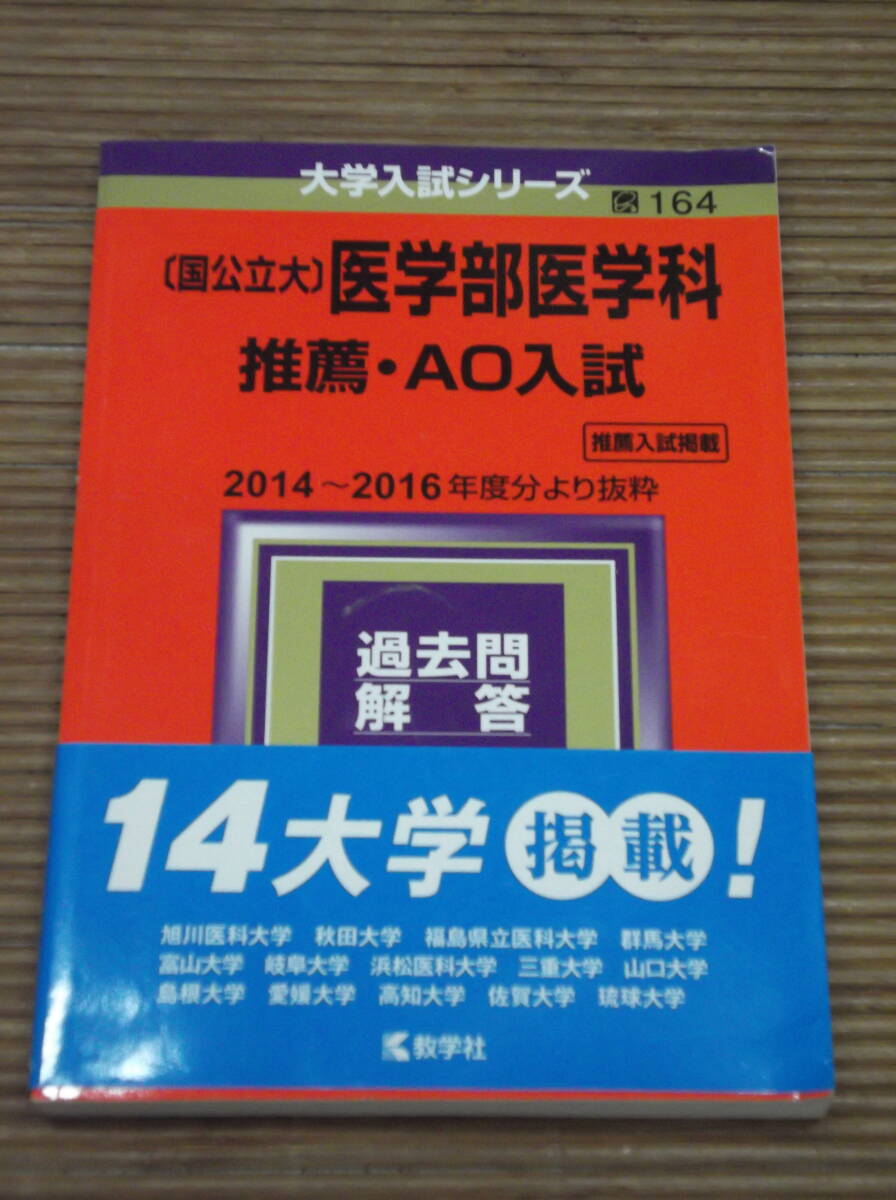 大学入試シリーズ
164
〔国公立大〕医学部医学科
推薦・AO入試
推薦入試掲載
2014～2016年度分より抜粋
過去問
解答
14大学掲載!
旭川医科大学 秋田大学 福島県立医科大学 群馬大学
富山大学 岐阜大学 浜松医科大学 三重大学 山口大学
島根大学 愛媛大学 高知大学 佐賀大学 琉球大学
教学社